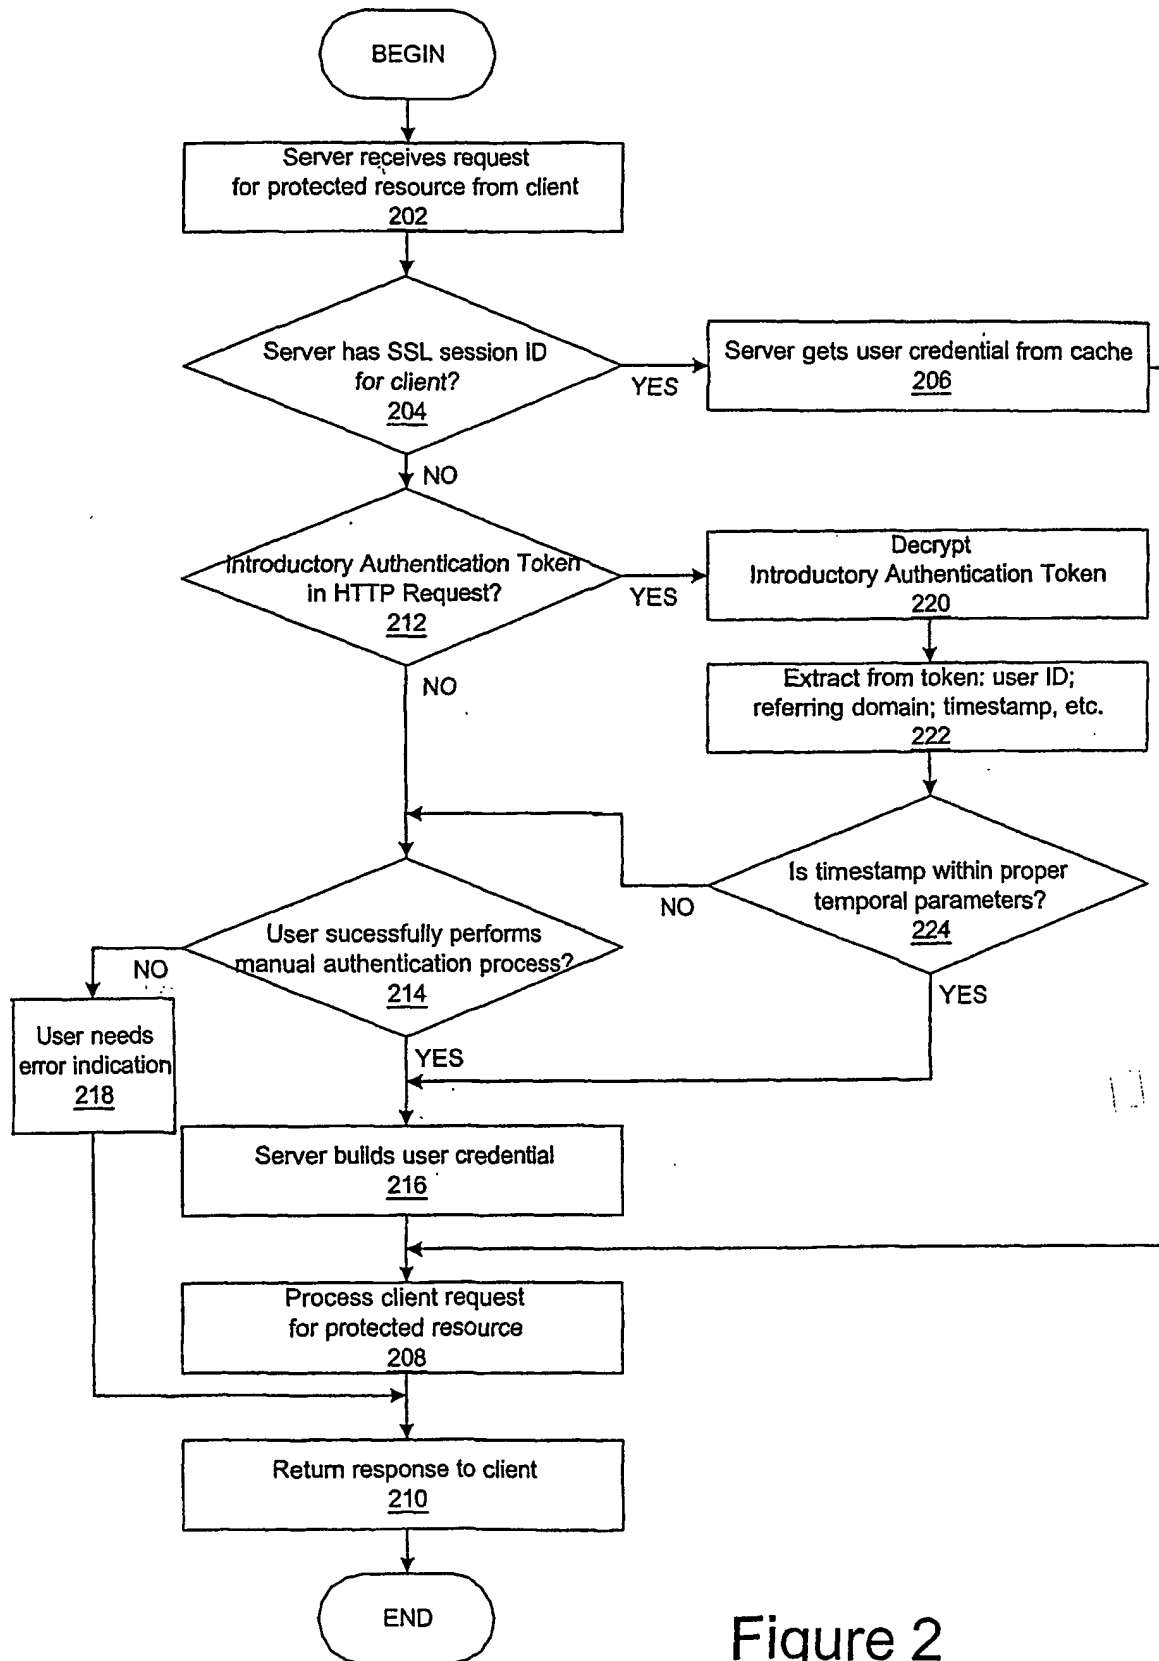 BEGIN
Server receives request
for protected resource from client
202
Server has SSL session ID
for client?
204
YES
Server gets user credential from cache
206
NO
Introductory Authentication Token
in HTTP Request?
212
YES
Decrypt
Introductory Authentication Token
220
NO
Extract from token: user ID;
referring domain; timestamp, etc.
222
Is timestamp within proper
temporal parameters?
224
NO
YES
User sucessfully performs
manual authentication process?
214
NO
YES
User needs
error indication
218
Server builds user credential
216
Process client request
for protected resource
208
Return response to client
210
END
Figure 2